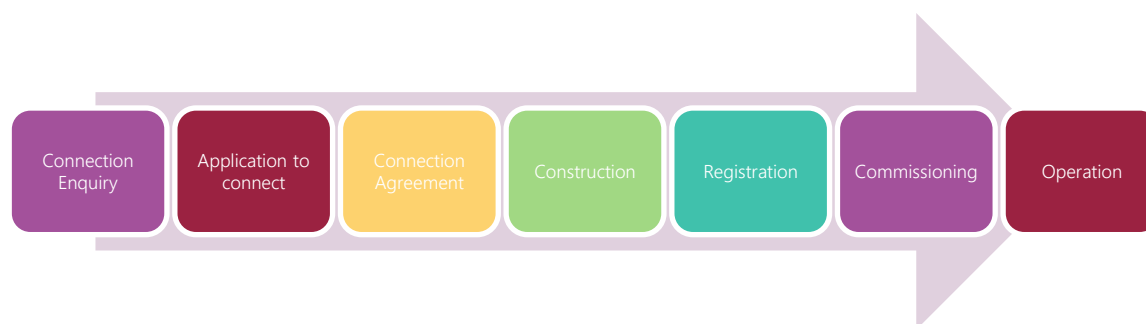 Connection
Enquiry
Application to
connect
Connection
Agreement
Construction
Registration
Commissioning
Operation